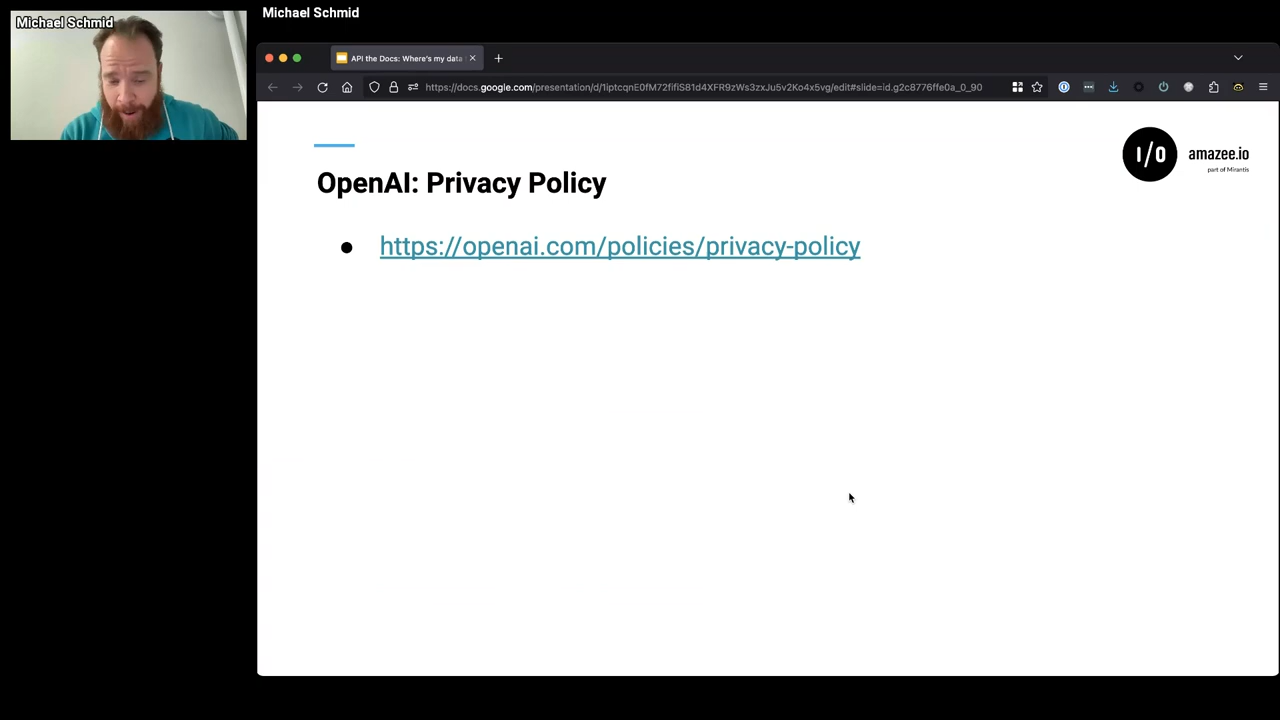 Michael Schmid
Michael Schmid
API the Docs: Where's my data
https://docs.google.com/presentation/d/1iptcqnE0fM72fifiS81d4XFR9zWs3zxJu5v2Ko4x5vg/edit#slide=id.g2c8776ffe0a_0_90
I/O
amazee.io
part of Mirantis
OpenAI: Privacy Policy
● https://openai.com/policies/privacy-policy